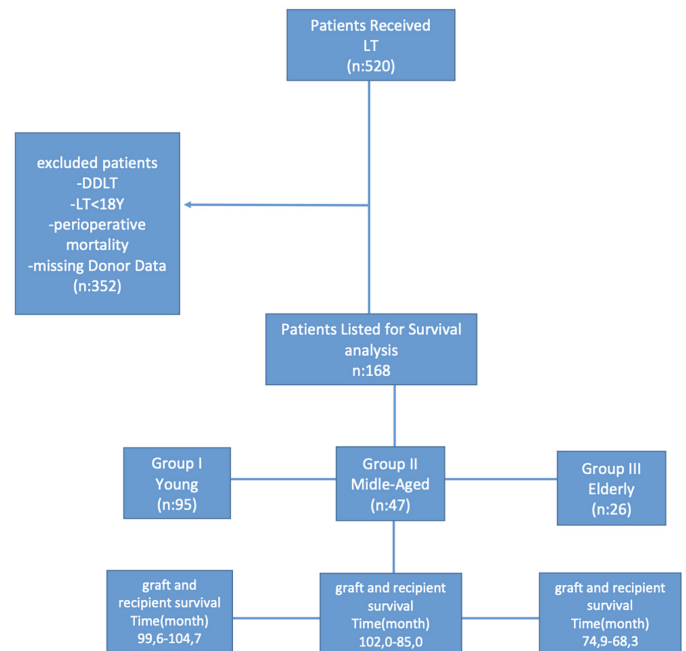 Patients Received
LT
(n:520)
excluded patients
-DDLT
-LT<18Y
-perioperative
mortality
-missing Donor Data
(n:352)
Patients Listed for Survival
analysis
n:168
Group I
Young
(n:95)
Group II
Midle-Aged
(n:47)
Group III
Elderly
(n:26)
graft and
recipient survival
Time(month)
99,6-104,7
graft and recipient
survival
Time(month)
102,0-85,0
graft and recipient
survival
Time(month)
74,9-68,3